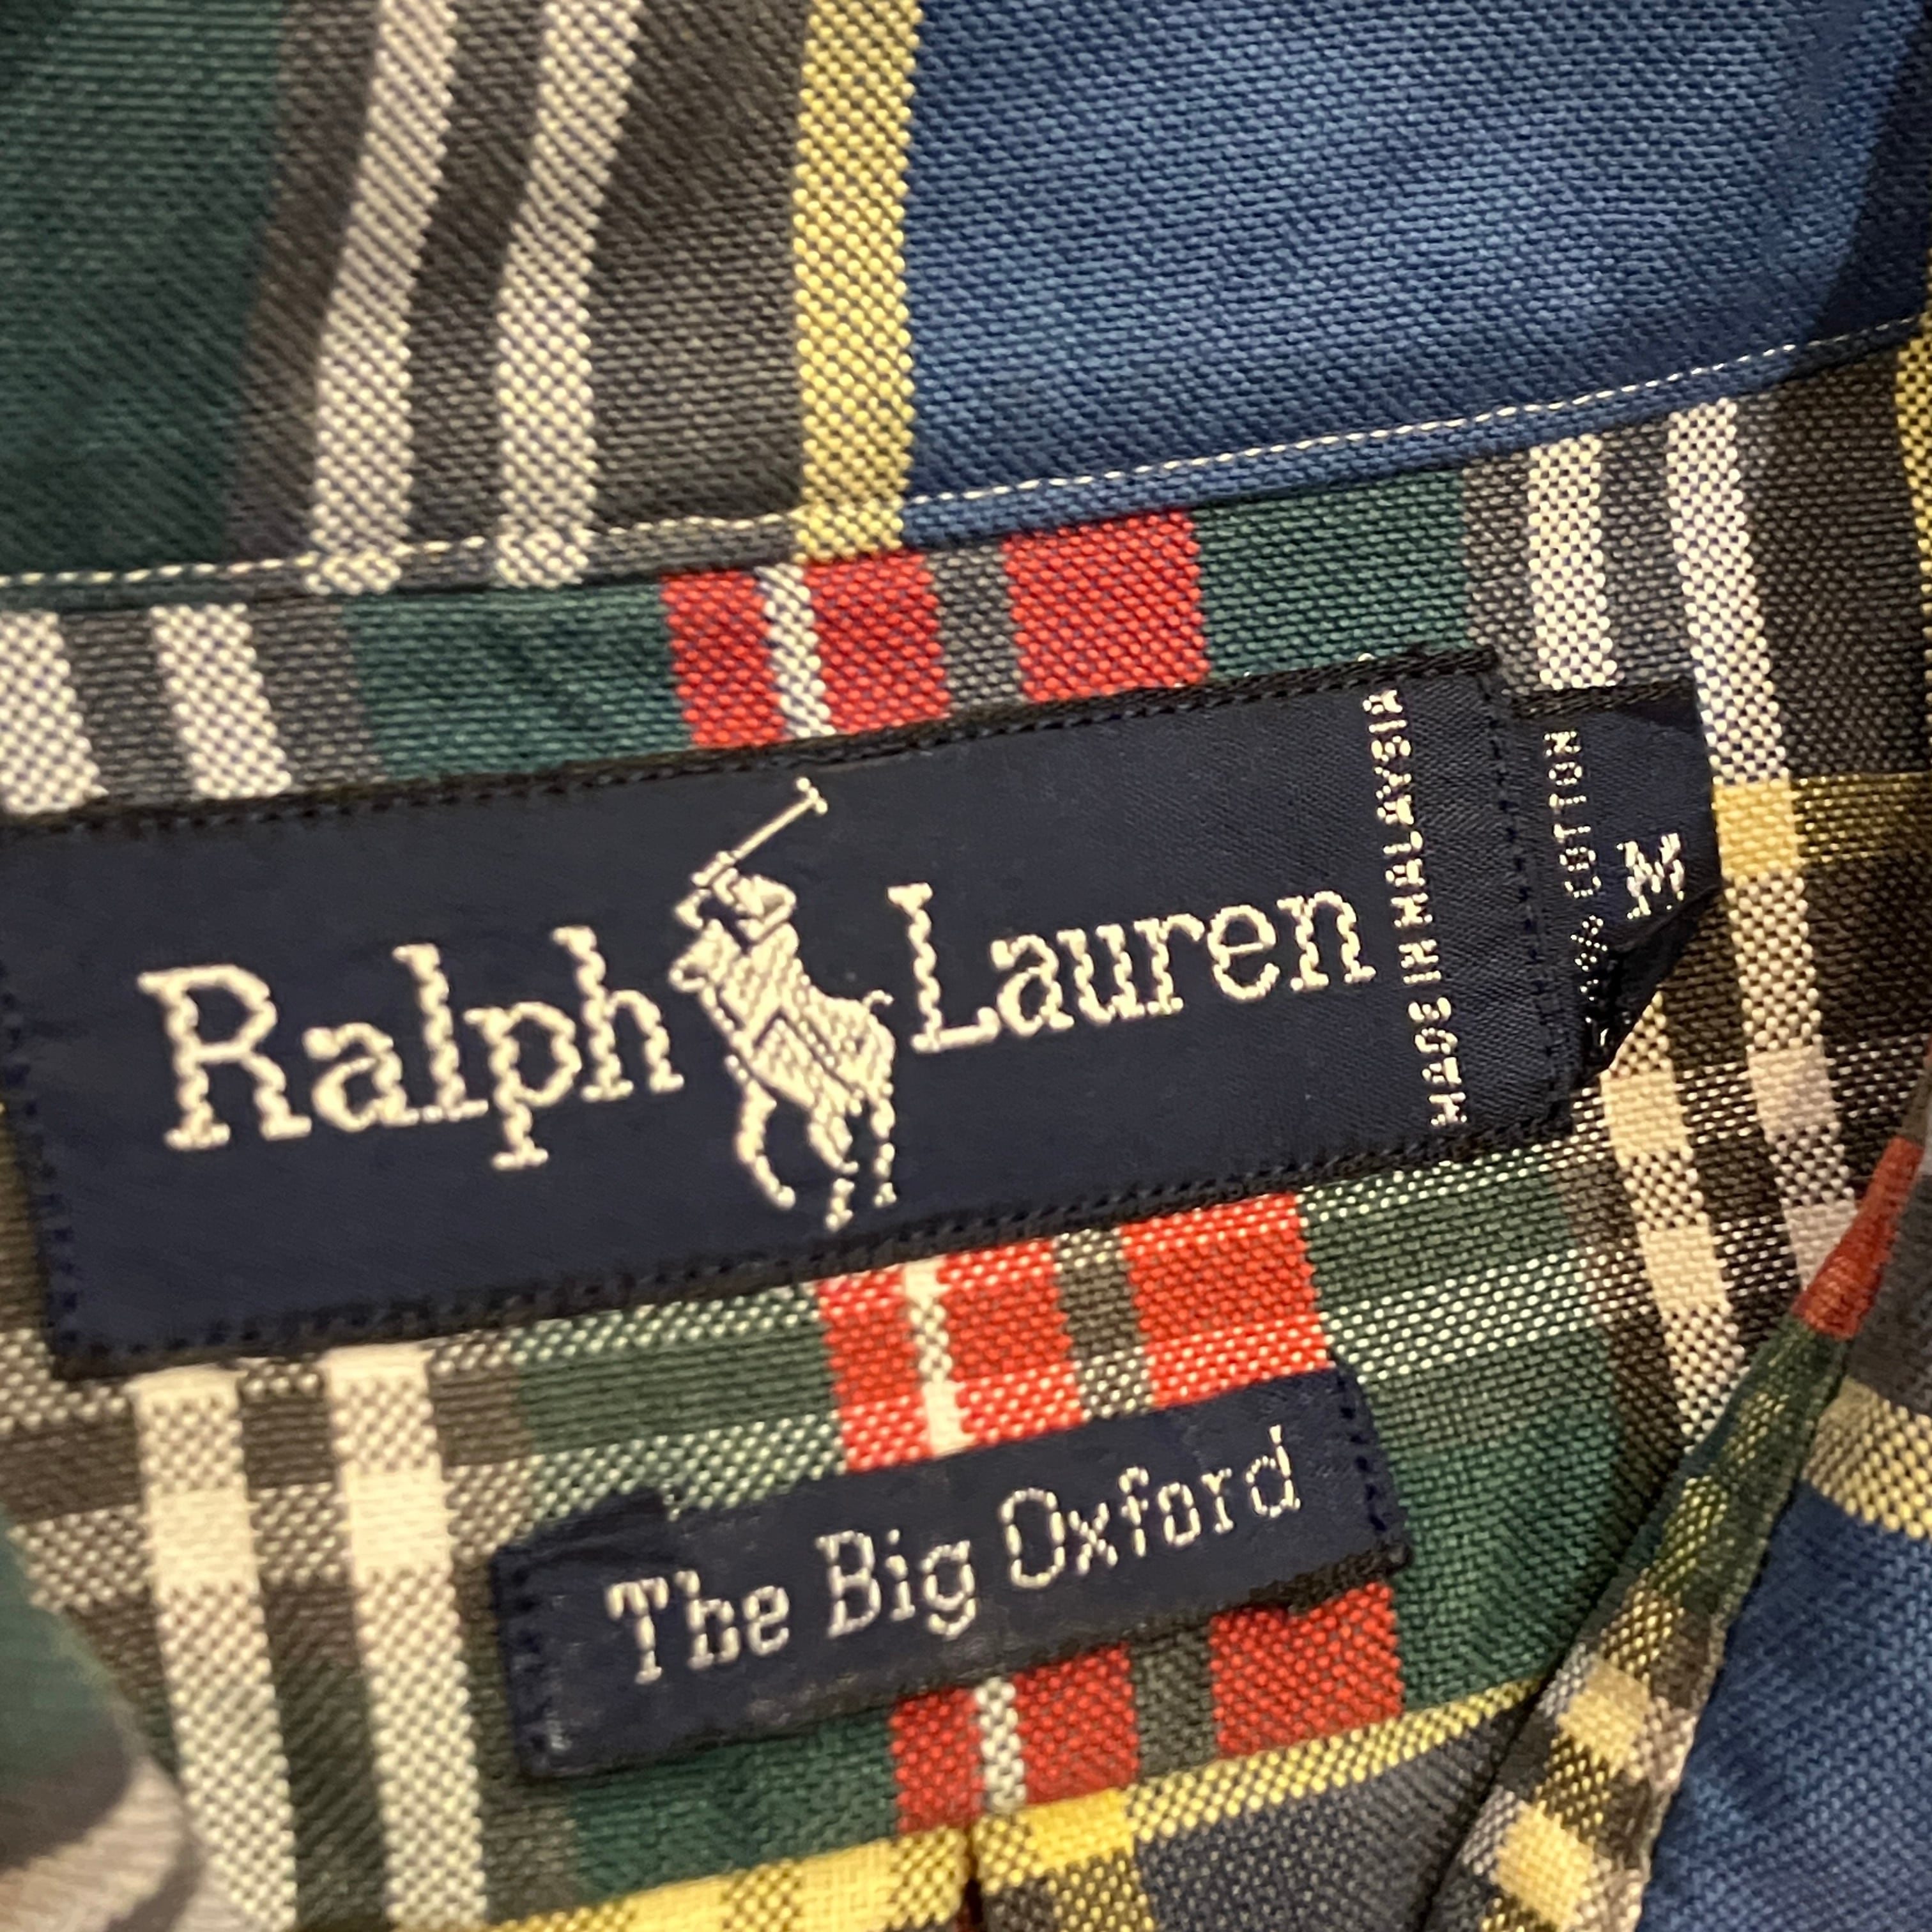 Ralph Lauren
MADE IN MALAYSIA
COTTON
M
The Big Oxford